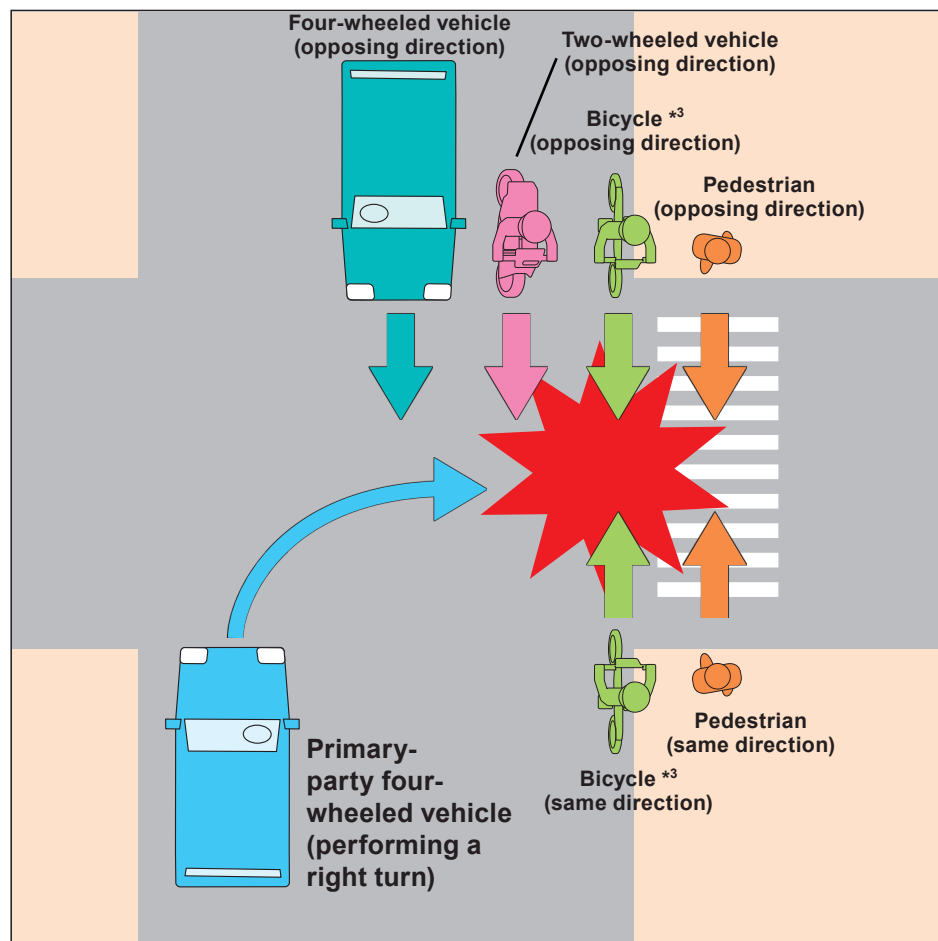 Four-wheeled vehicle
(opposing direction)
Two-wheeled vehicle
(opposing direction)
Bicycle *3
(opposing direction)
Pedestrian
(opposing direction)
Primary-
party four-
wheeled vehicle
(performing a
right turn)
Pedestrian
(same direction)
Bicycle *3
(same direction)